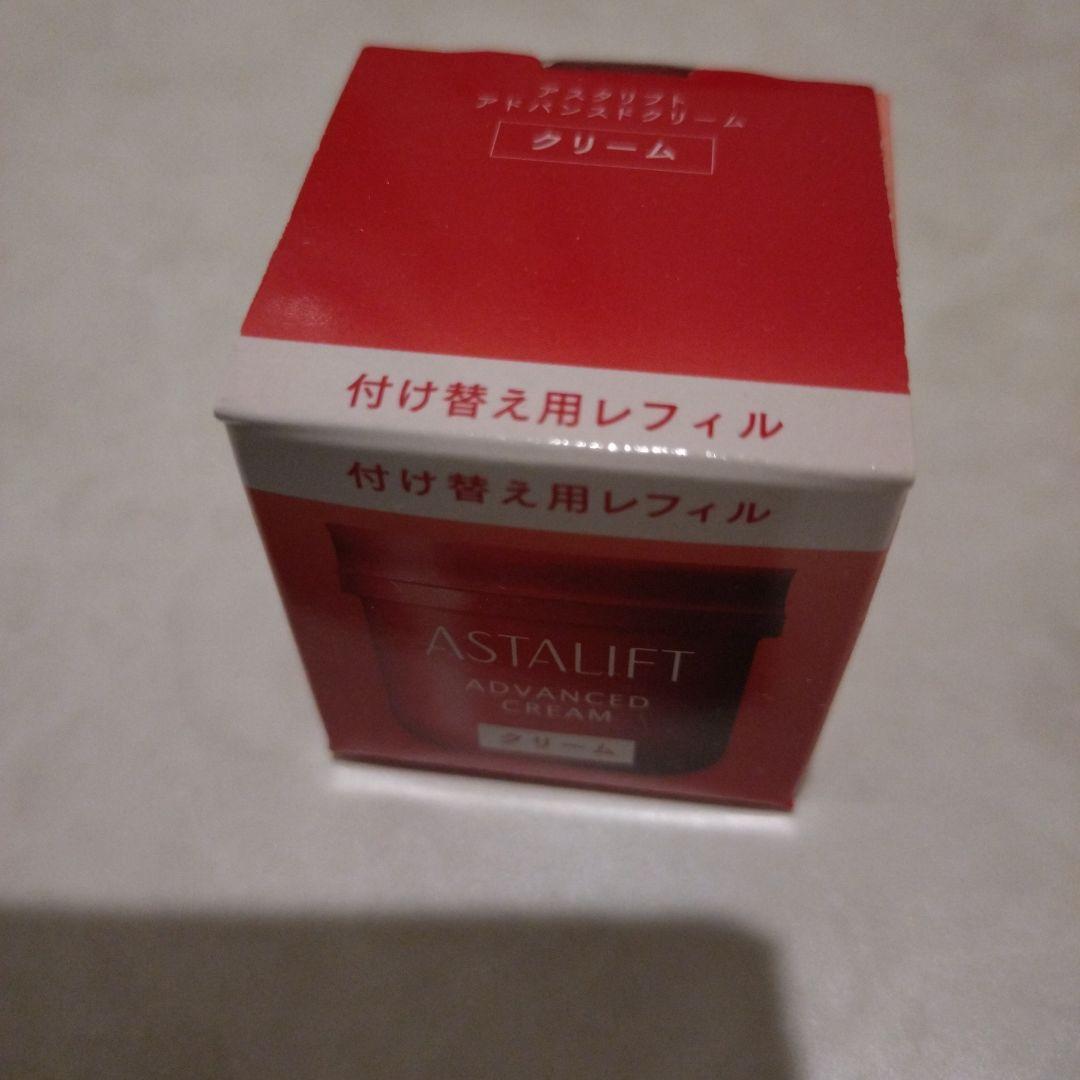 アスタリフト
アドバンスドクリーム
クリーム
付け替え用レフィル
付け替え用レフィル
ASTALIFT
ADVANCED
CREAM
クリーム